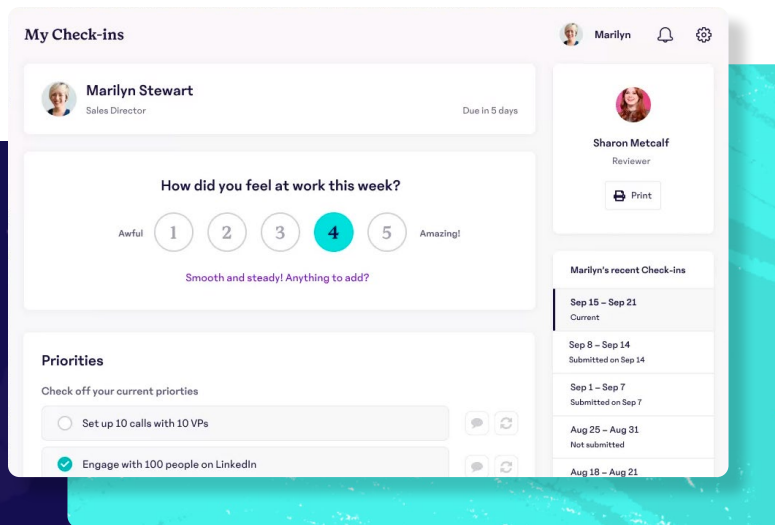 My Check-ins
Marilyn
Marilyn Stewart
Sales Director
Due in 5 days
How did you feel at work this week?
Awful 1 2 3 4 5 Amazing!
Smooth and steady! Anything to add?
Priorities
Check off your current priorties
Set up 10 calls with 10 VPs
Engage with 100 people on LinkedIn
Sharon Metcalf
Reviewer
Print
Marilyn's recent Check-ins
Sep 15 – Sep 21
Current
Sep 8 – Sep 14
Submitted on Sep 14
Sep 1 – Sep 7
Submitted on Sep 7
Aug 25 – Aug 31
Not submitted
Aug 18 – Aug 21